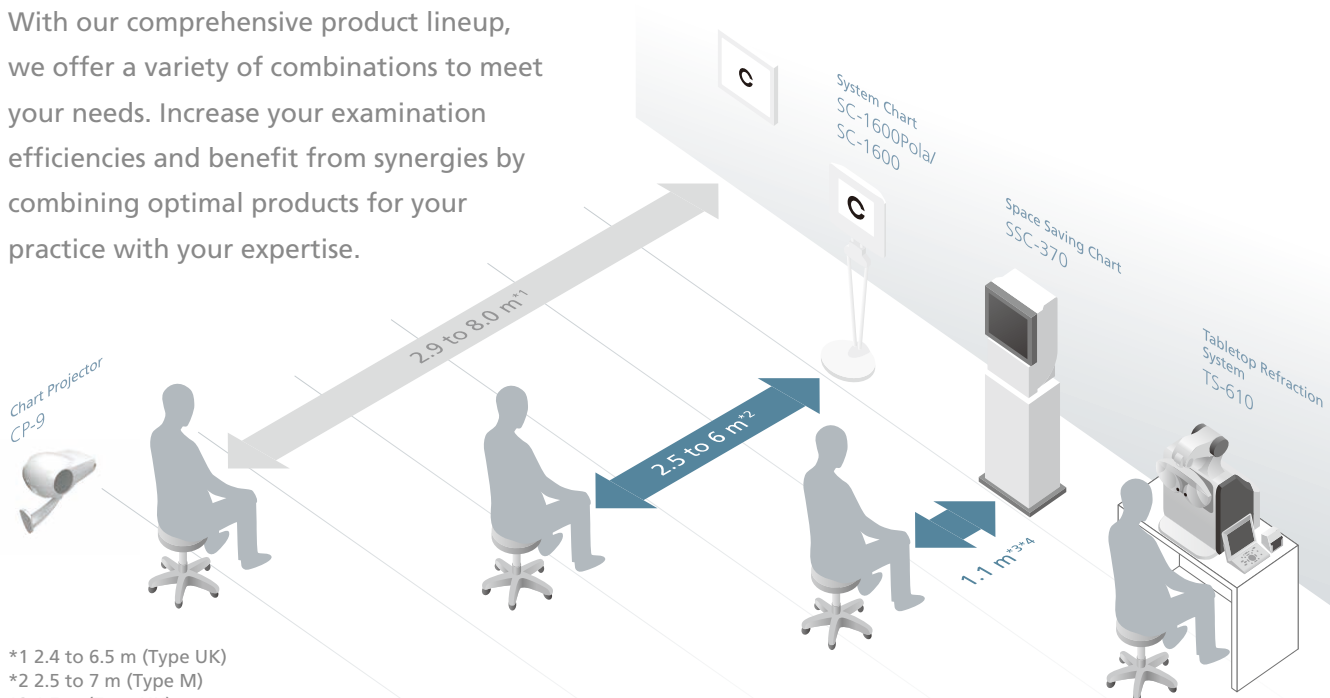 With our comprehensive product lineup,
we offer a variety of combinations to meet
your needs. Increase your examination
efficiencies and benefit from synergies by
combining optimal products for your
practice with your expertise.
System Chart
SC-1600Pola/
SC-1600
Space Saving Chart
SSC-370
Tabletop Refraction
System
TS-610
Chart Projector
CP-9
2.9 to 8.0 m*1
2.5 to 6 m*2
1.1 m*3*4
*1 2.4 to 6.5 m (Type UK)
*2 2.5 to 7 m (Type M)